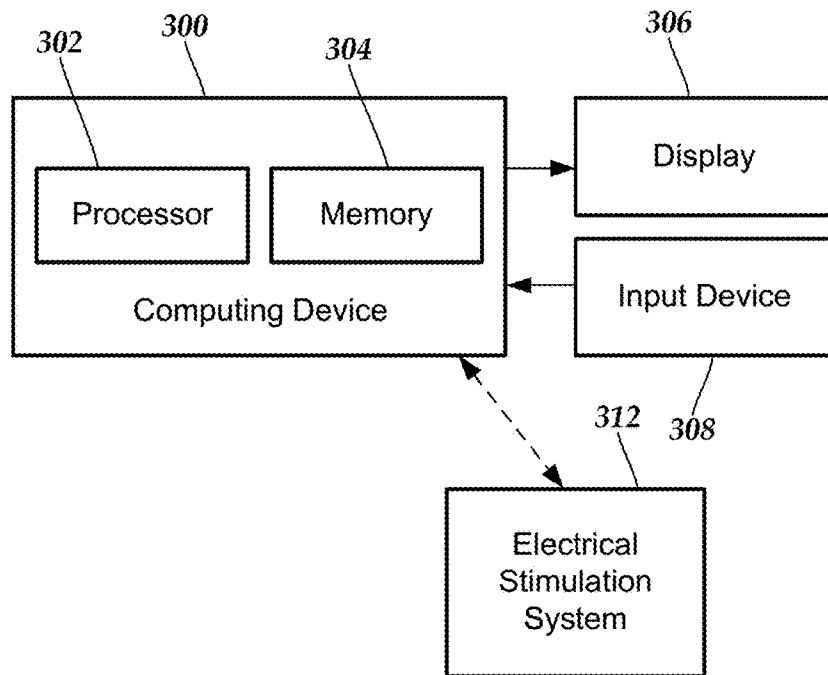 302
300
304
306
Display
Processor
Memory
Input Device
Computing Device
312
308
Electrical
Stimulation
System